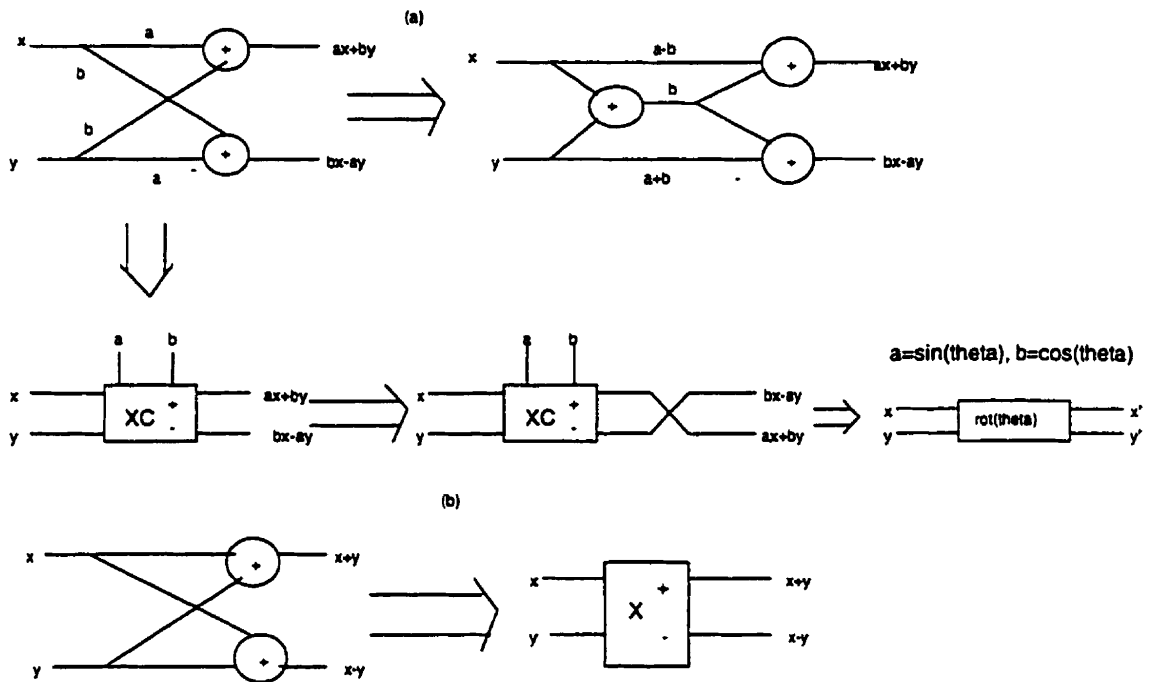 (a)
x a + ax+by
b
b
y a - + bx-ay
x a-b + ax+by
+ b
y a+b - + bx-ay
a b
x XC + ax+by
y - bx-ay
a b
x XC + bx-ay
y - ax+by
a=sin(theta), b=cos(theta)
x rot(theta) x'
y y'
(b)
x + x+y
y + x-y
x X + x+y
y - x-y